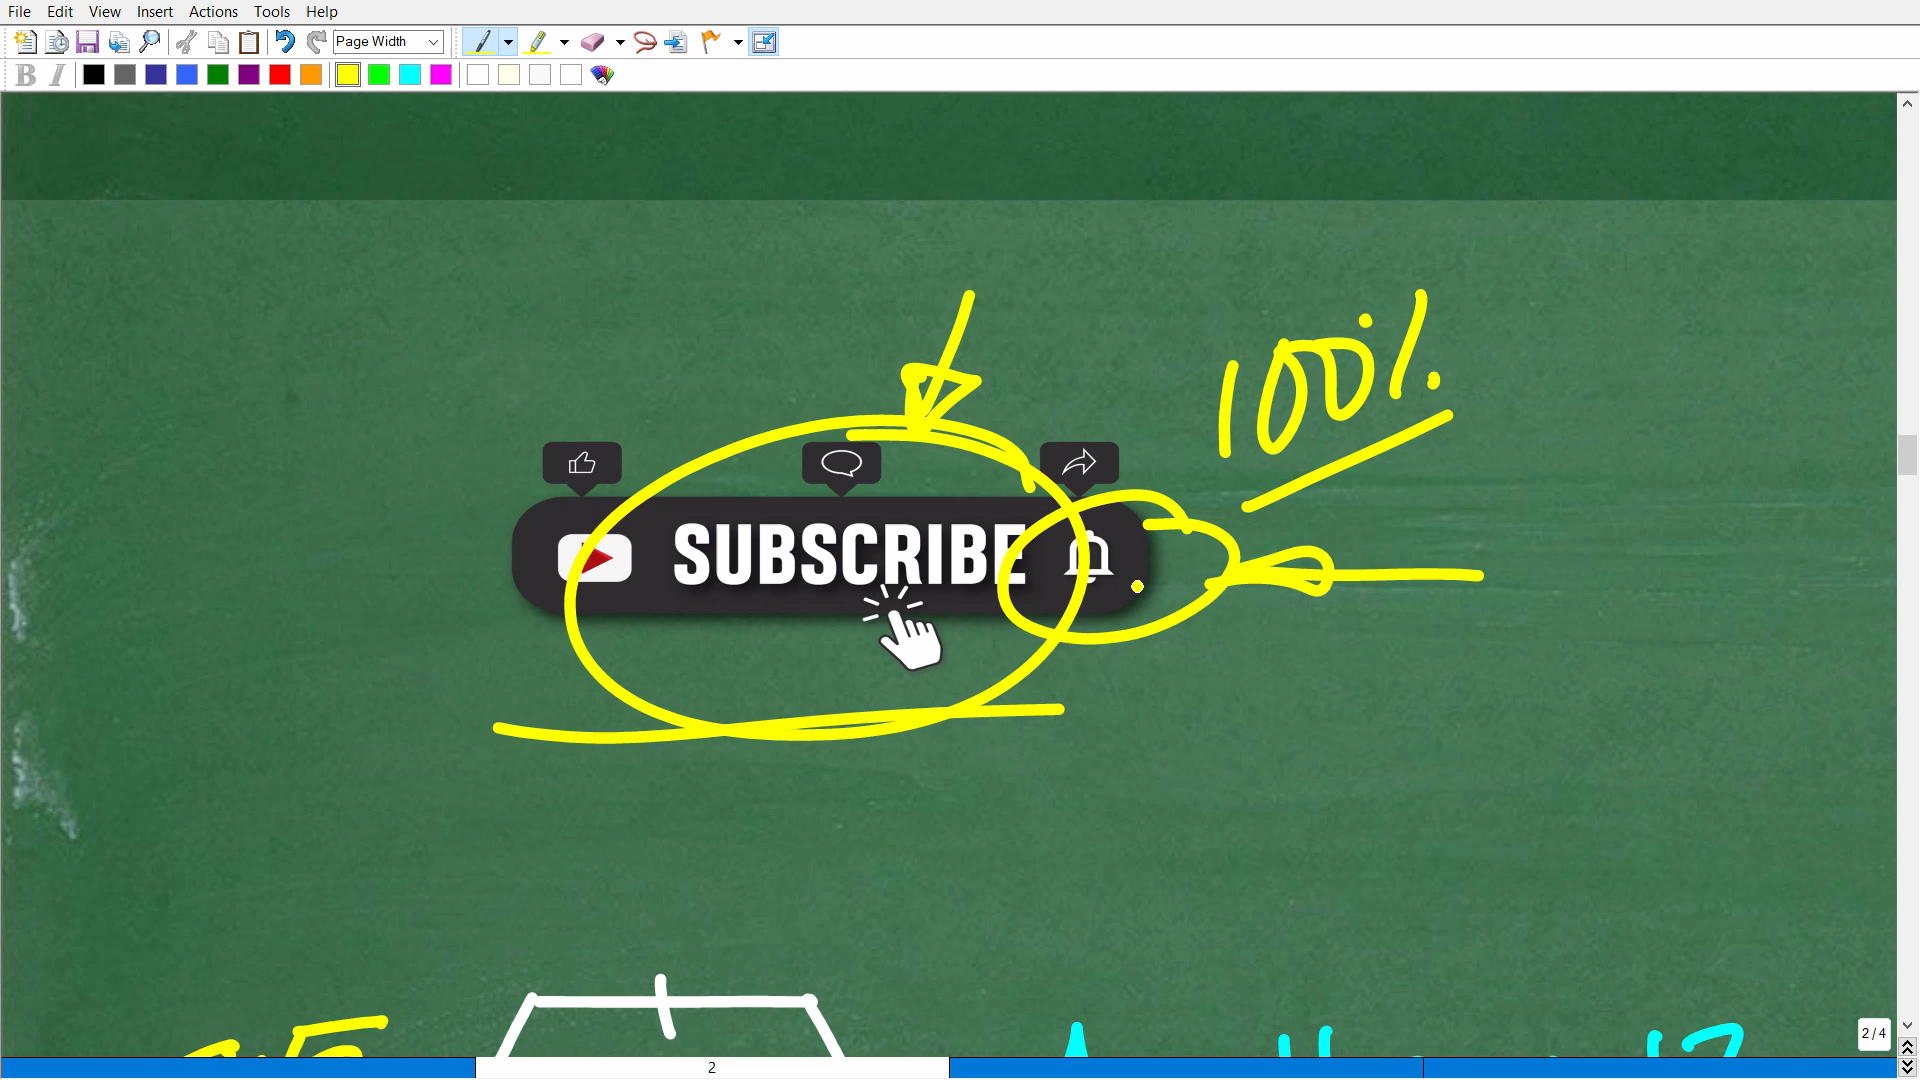 File Edit View Insert Actions Tools Help
Page Width
B I
100%
SUBSCRIBE
2 / 4
2